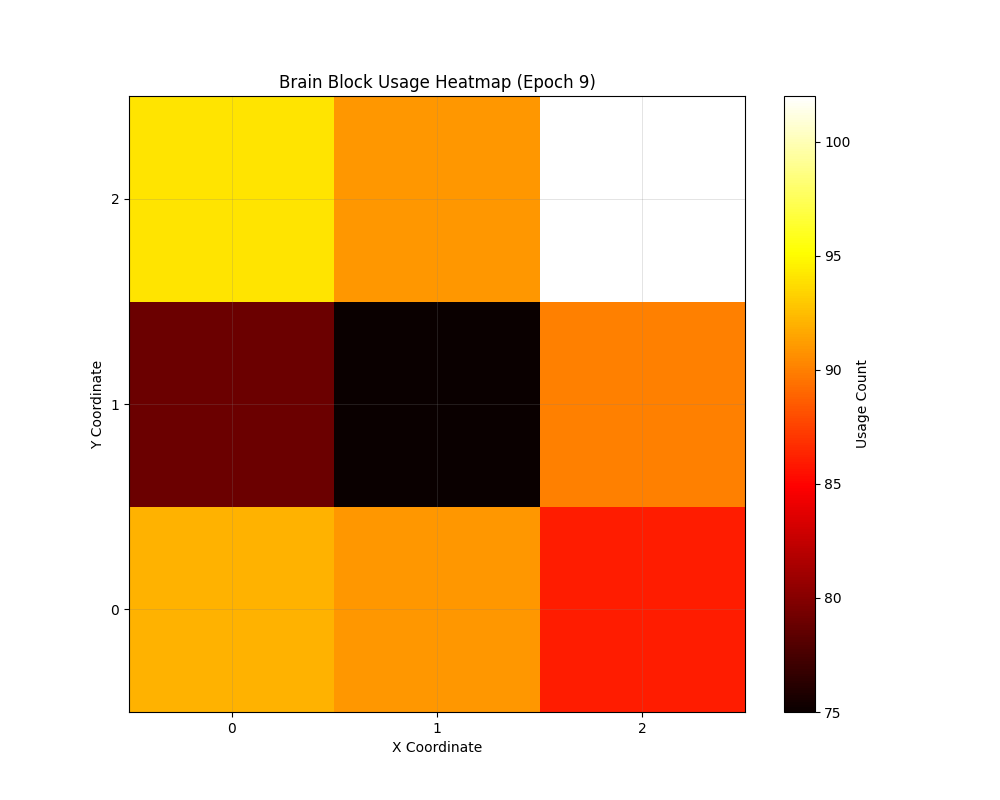 Brain Block Usage Heatmap (Epoch 9)
2
1
0
Y Coordinate
0 1 2
X Coordinate
100
95
90
85
80
75
Usage Count